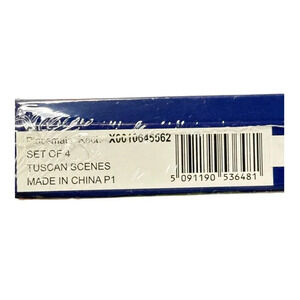 X0010645562
SET OF 4
TUSCAN SCENES
MADE IN CHINA P1
5 091190 536481